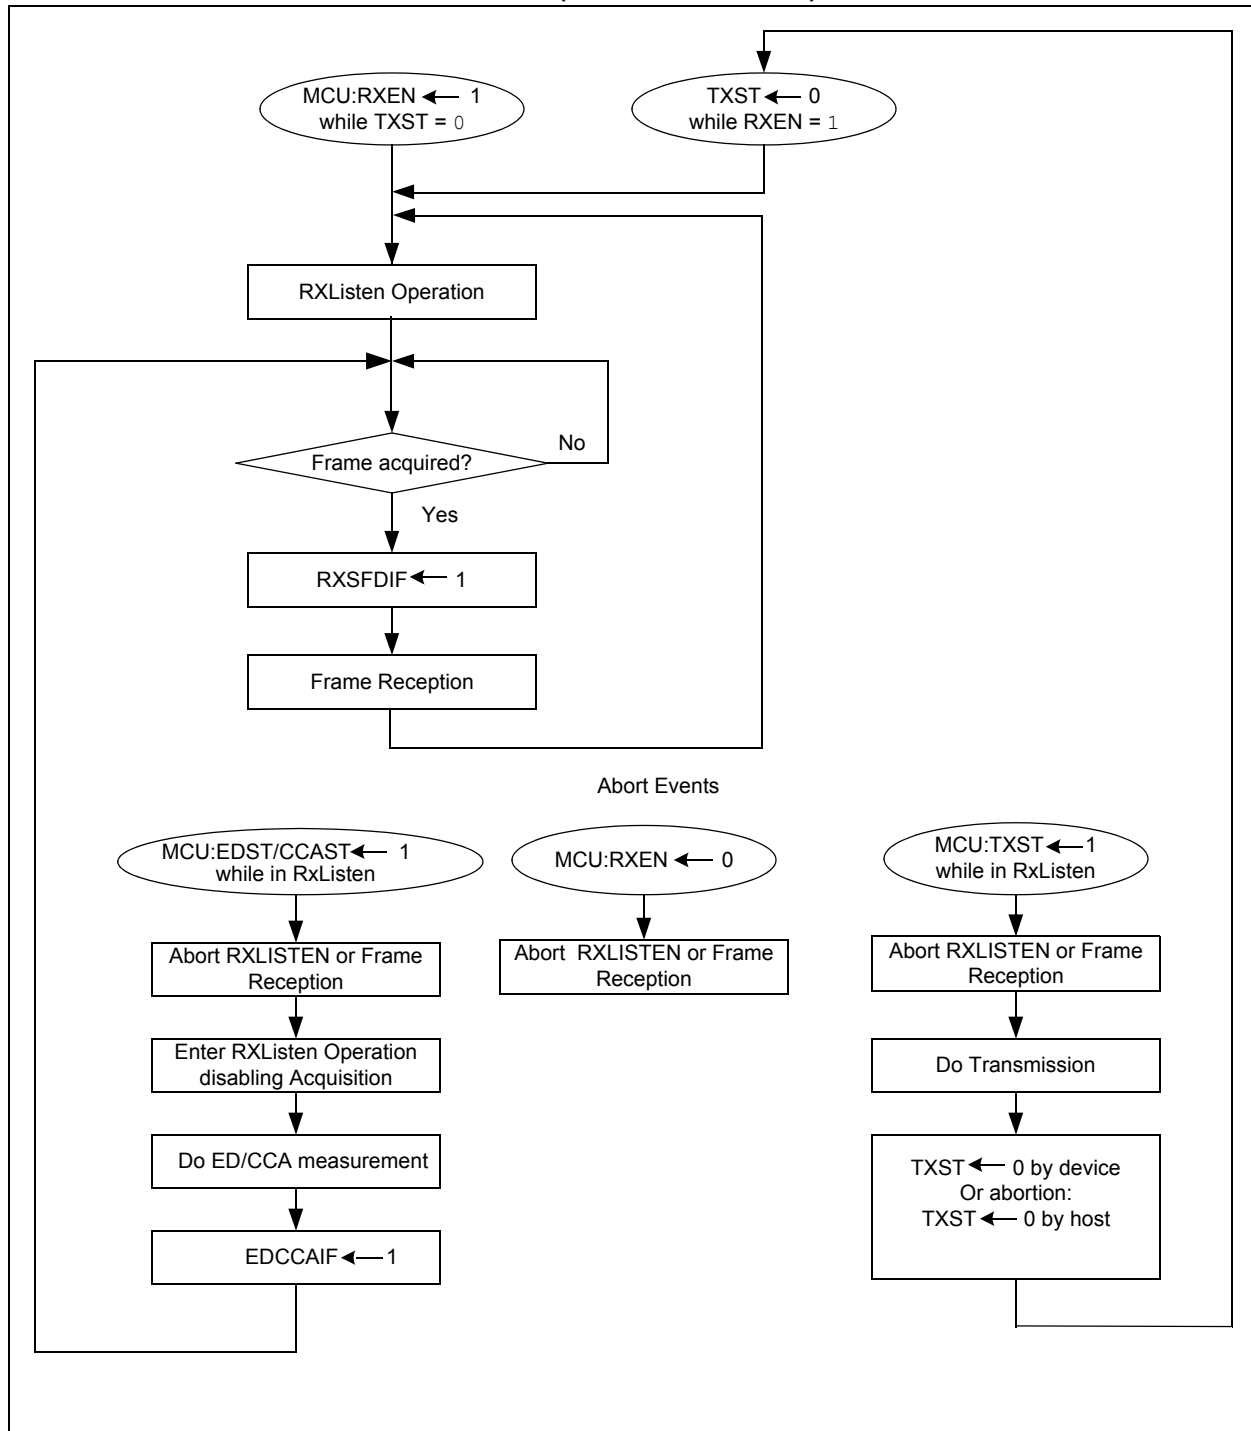 MCU:RXEN ← 1
while TXST = 0
TXST ← 0
while RXEN = 1
RXListen Operation
Frame acquired?
No
Yes
RXSFDIF ← 1
Frame Reception
Abort Events
MCU:EDST/CCAST ← 1
while in RxListen
Abort RXLISTEN or Frame
Reception
Enter RXListen Operation
disabling Acquisition
Do ED/CCA measurement
EDCCAIF ← 1
MCU:RXEN ← 0
Abort RXLISTEN or Frame
Reception
MCU:TXST ← 1
while in RxListen
Abort RXLISTEN or Frame
Reception
Do Transmission
TXST ← 0 by device
Or abortion:
TXST ← 0 by host